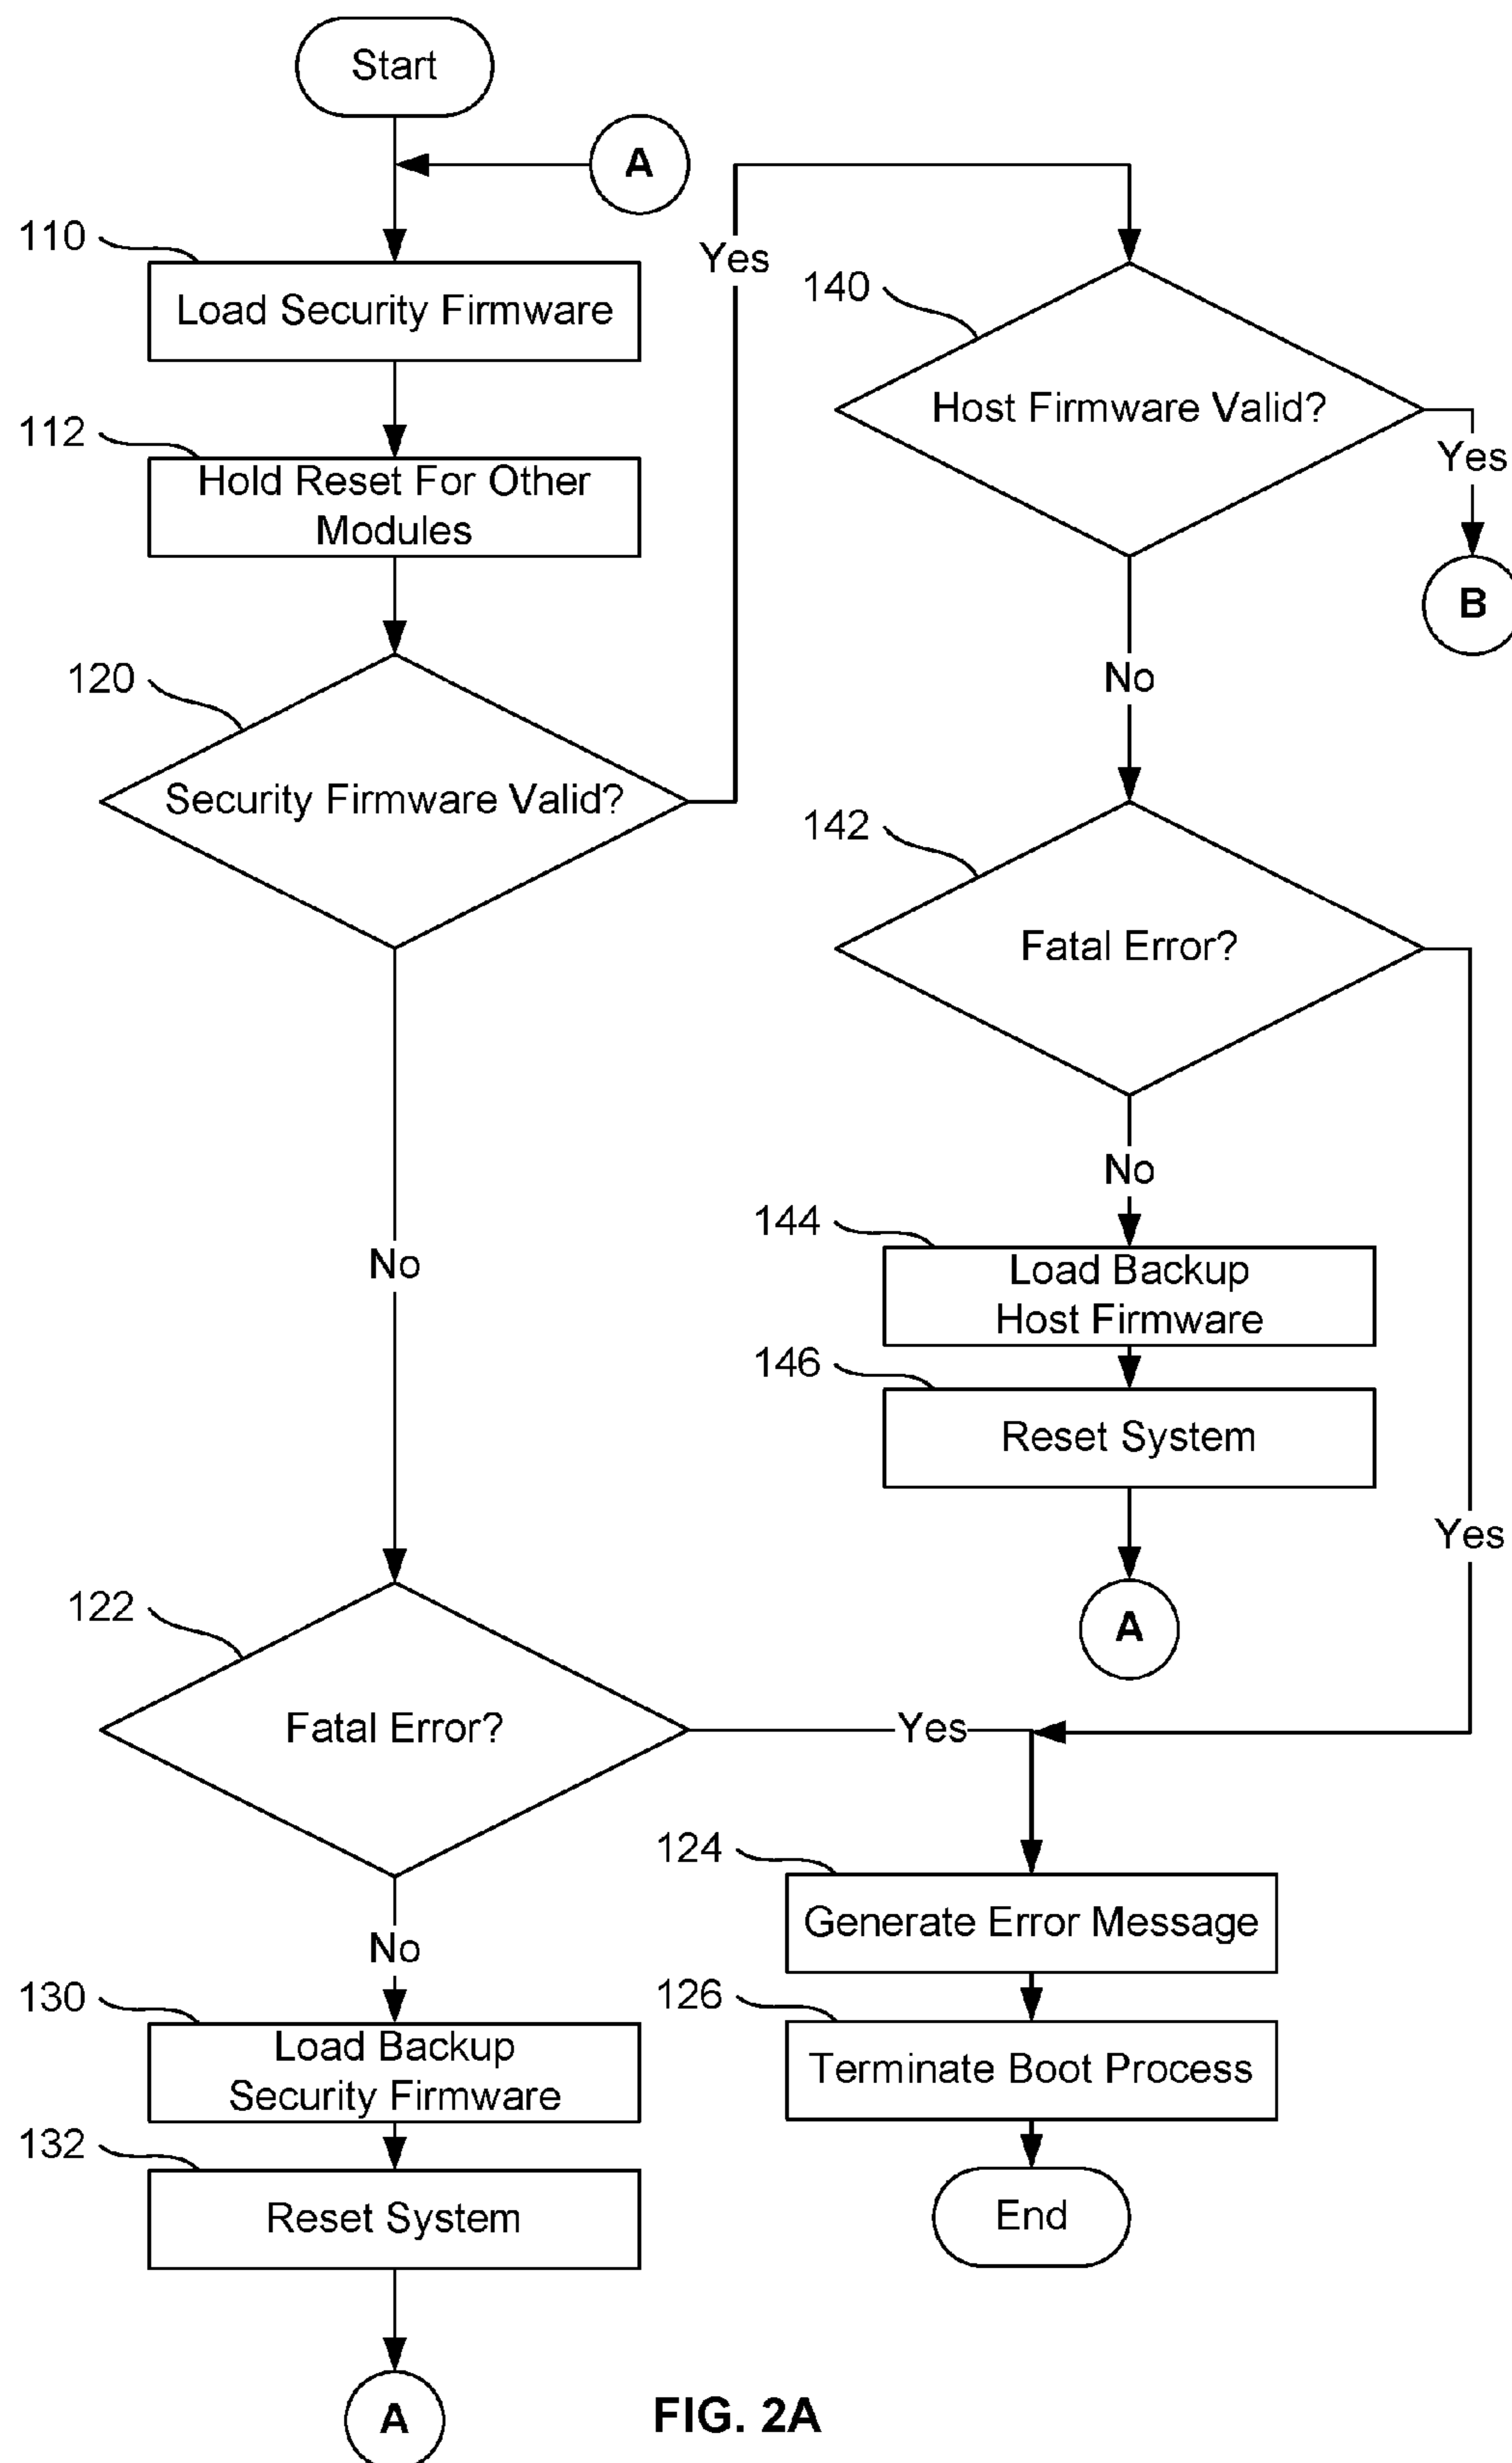 Start
A
110
Load Security Firmware
112
Hold Reset For Other
Modules
120
Security Firmware Valid?
Yes
140
Host Firmware Valid?
Yes
B
No
142
Fatal Error?
No
144
Load Backup
Host Firmware
146
Reset System
A
Yes
No
122
Fatal Error?
Yes
124
Generate Error Message
126
Terminate Boot Process
End
No
130
Load Backup
Security Firmware
132
Reset System
A
FIG. 2A